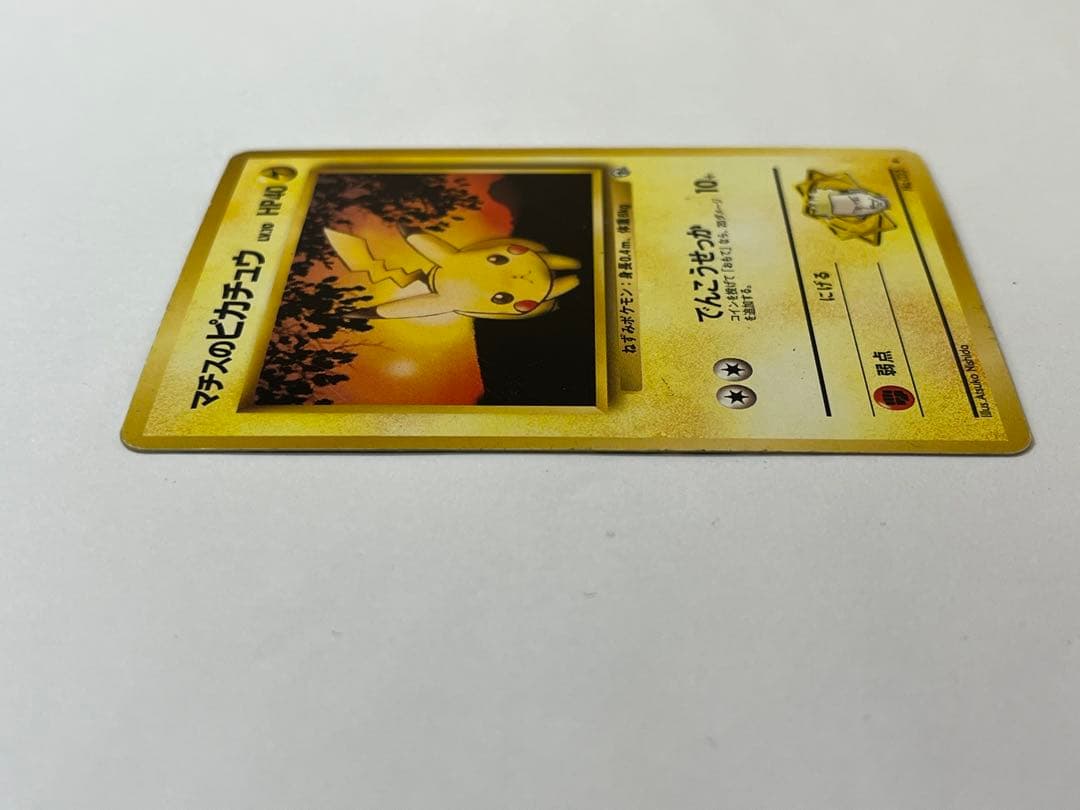 マチスのピカチュウ LV.10 HP40
ねずみポケモン:身長0.4m、体重6kg
でんこうせっか 10+
コインを投げて「おもて」なら、20ダメージ
を追加する。
弱点
にげる
Illus.Atsuko Nishida